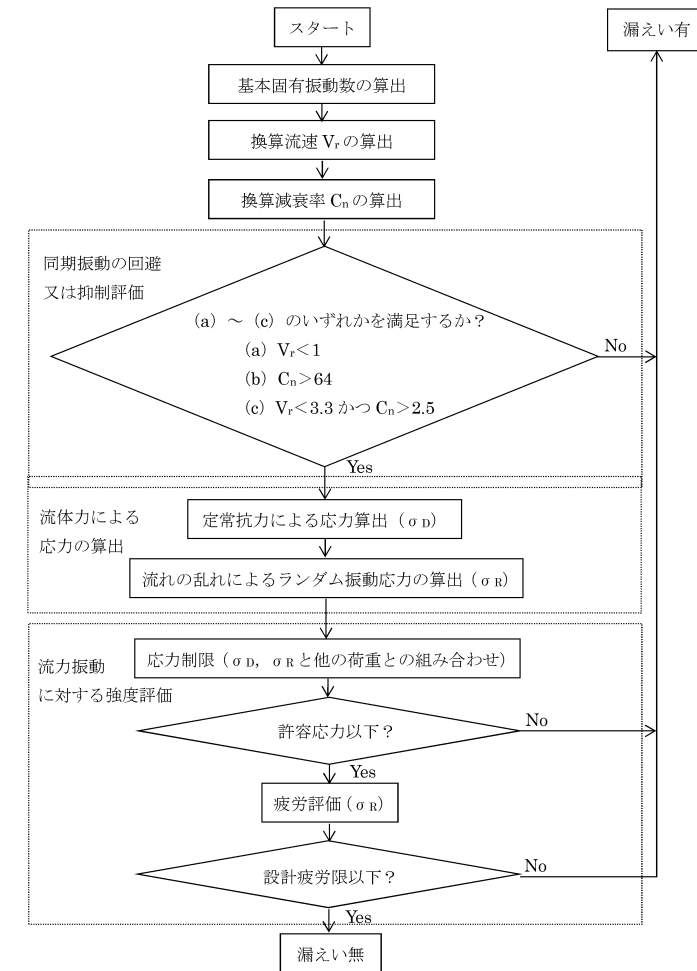 スタート
漏えい有
基本固有振動数の算出
換算流速 Vrの算出
換算減衰率 Cnの算出
同期振動の回避
又は抑制評価
(a) ~ (c) のいずれかを満足するか?
(a) Vr<1
(b) Cn>64
(c) Vr<3.3 かつ Cn>2.5
No
Yes
流体力による
応力の算出
定常抗力による応力算出 (σD)
流れの乱れによるランダム振動応力の算出 (σR)
流力振動
に対する強度評価
応力制限 (σD, σRと他の荷重との組み合わせ)
許容応力以下?
No
Yes
疲労評価 (σR)
設計疲労限以下?
No
Yes
漏えい無